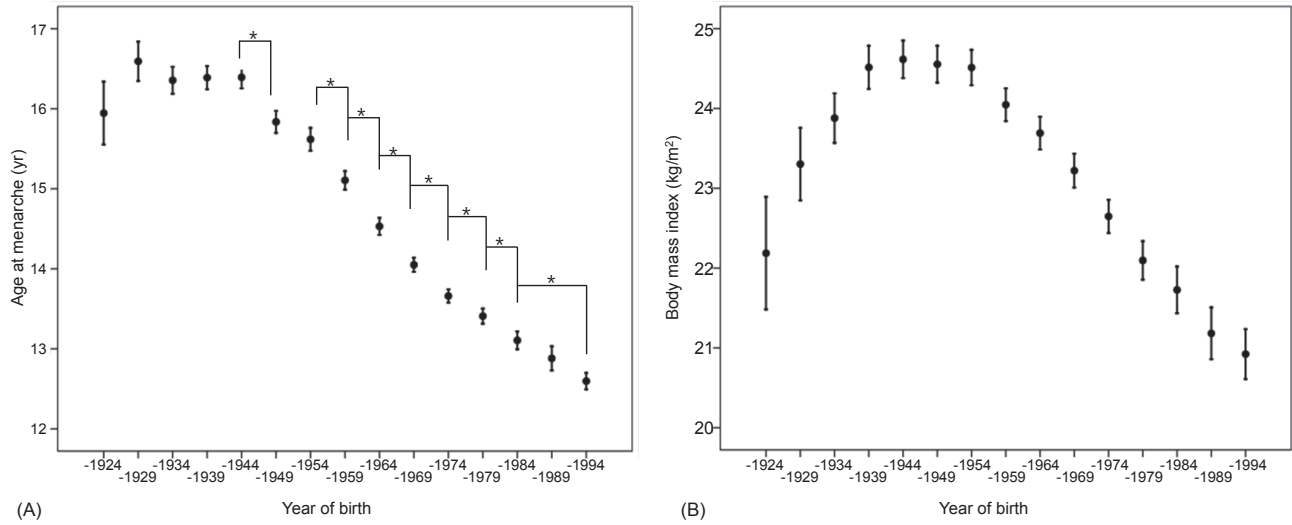 17
16
15
14
13
12
Age at menarche (yr)
* * * * * * * *
-1924 -1934 -1944 -1954 -1964 -1974 -1984 -1994
-1929 -1939 -1949 -1959 -1969 -1979 -1989
Year of birth
(A)
25
24
23
22
21
20
Body mass index (kg/m²)
-1924 -1934 -1944 -1954 -1964 -1974 -1984 -1994
-1929 -1939 -1949 -1959 -1969 -1979 -1989
Year of birth
(B)